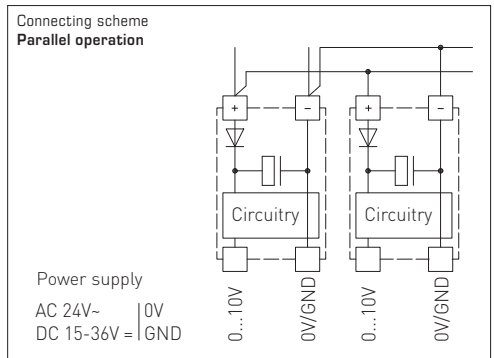 Connecting scheme
Parallel operation
+ − + −
Circuitry Circuitry
Power supply
AC 24V~ 0V
DC 15-36V = GND
0...10V
0V/GND
0...10V
0V/GND